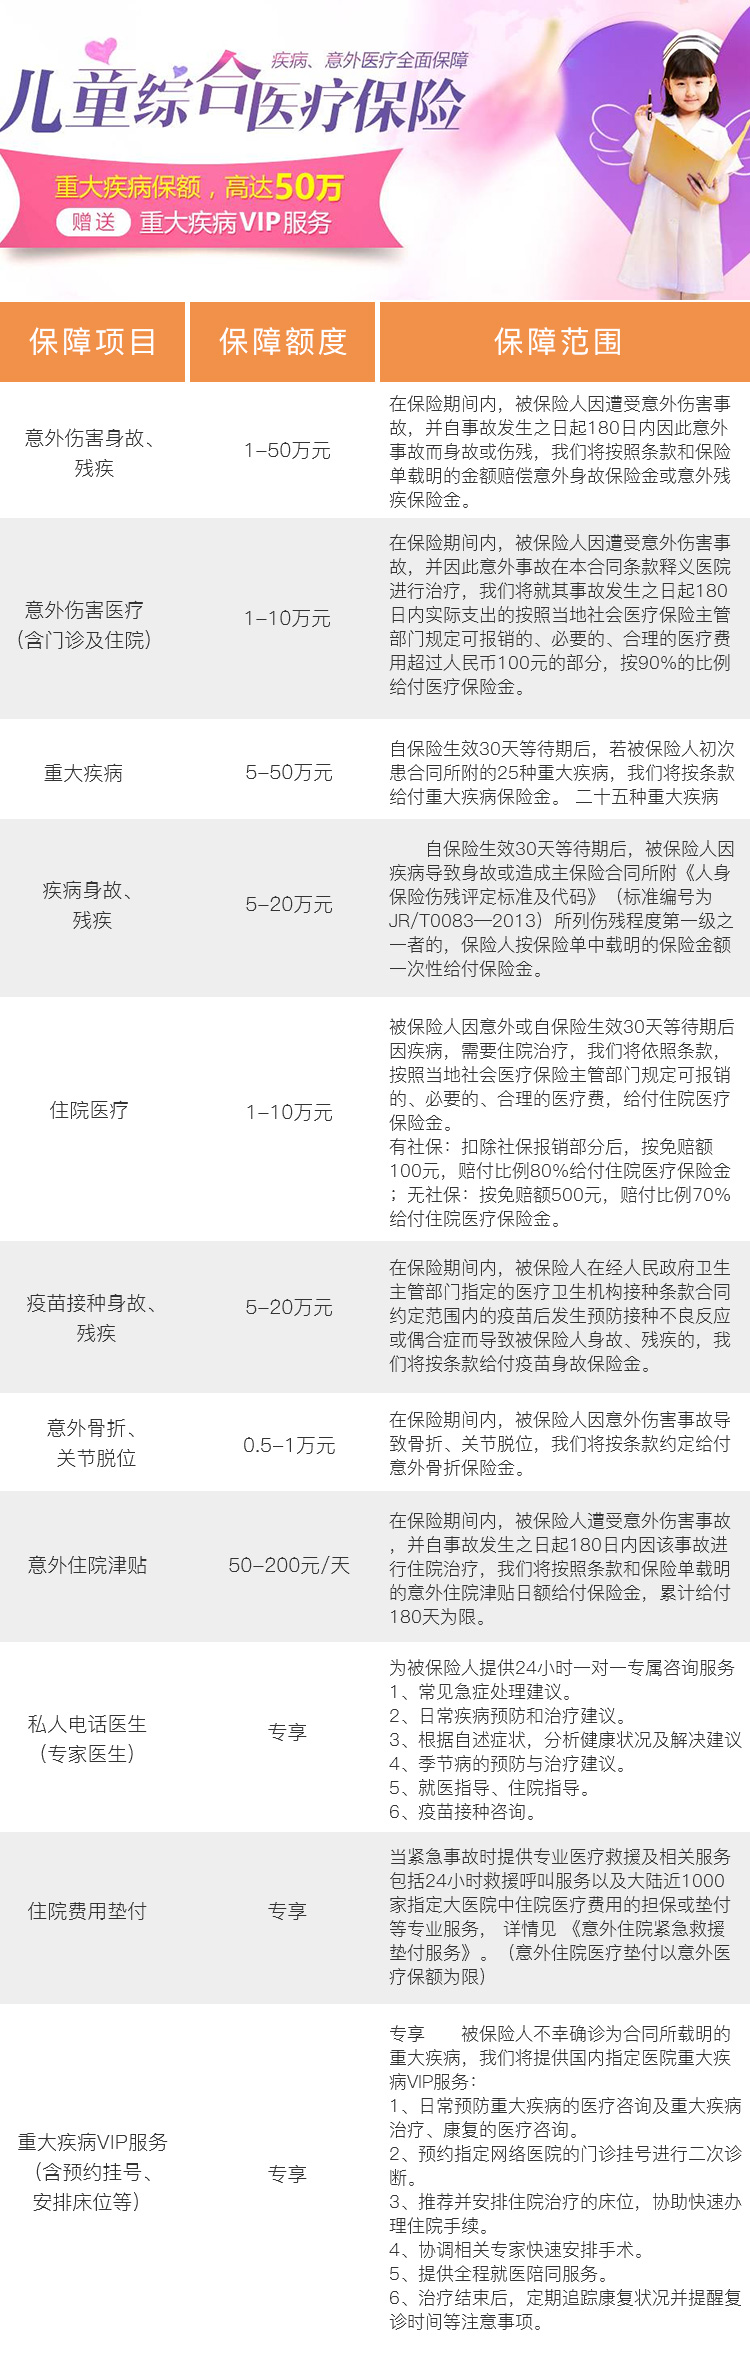 疾病、意外医疗全面保障
儿童综合医疗保险
重大疾病保额，高达50万
赠送 重大疾病VIP服务
保障项目 保障额度 保障范围
意外伤害身故、
残疾
1-50万元
在保险期间内，被保险人因遭受意外伤害事
故，并自事故发生之日起180日内因此意外
事故而身故或伤残，我们将按照条款和保险
单载明的金额赔偿意外身故保险金或意外残
疾保险金。
意外伤害医疗
（含门诊及住院）
1-10万元
在保险期间内，被保险人因遭受意外伤害事
故，并因此意外事故在本合同条款释义医院
进行治疗，我们将就其事故发生之日起180
日内实际支出的按照当地社会医疗保险主管
部门规定可报销的、必要的、合理的医疗费
用超过人民币100元的部分，按90%的比例
给付医疗保险金。
重大疾病
5-50万元
自保险生效30天等待期后，若被保险人初次
患合同所附的25种重大疾病，我们将按条款
给付重大疾病保险金。 二十五种重大疾病
疾病身故、
残疾
5-20万元
自保险生效30天等待期后，被保险人因
疾病导致身故或造成主保险合同所附《人身
保险伤残评定标准及代码》（标准编号为
JR/T0083—2013）所列伤残程度第一级之
一者的，保险人按保险单中载明的保险金额
一次性给付保险金。
住院医疗
1-10万元
被保险人因意外或自保险生效30天等待期后
因疾病，需要住院治疗，我们将依照条款，
按照当地社会医疗保险主管部门规定可报销
的、必要的、合理的医疗费，给付住院医疗
保险金。
有社保：扣除社保报销部分后，按免赔额
100元，赔付比例80%给付住院医疗保险金
；无社保：按免赔额500元，赔付比例70%
给付住院医疗保险金。
疫苗接种身故、
残疾
5-20万元
在保险期间内，被保险人在经人民政府卫生
主管部门指定的医疗卫生机构接种条款合同
约定范围内的疫苗后发生预防接种不良反应
或偶合症而导致被保险人身故、残疾的，我
们将按条款给付疫苗身故保险金。
意外骨折、
关节脱位
0.5-1万元
在保险期间内，被保险人因意外伤害事故导
致骨折、关节脱位，我们将按条款约定给付
意外骨折保险金。
意外住院津贴
50-200元/天
在保险期间内，被保险人遭受意外伤害事故
，并自事故发生之日起180日内因该事故进
行住院治疗，我们将按照条款和保险单载明
的意外住院津贴日额给付保险金，累计给付
180天为限。
私人电话医生
（专家医生）
专享
为被保险人提供24小时一对一专属咨询服务
1、常见急症处理建议。
2、日常疾病预防和治疗建议。
3、根据自述症状，分析健康状况及解决建议
4、季节病的预防与治疗建议。
5、就医指导、住院指导。
6、疫苗接种咨询。
住院费用垫付
专享
当紧急事故时提供专业医疗救援及相关服务
包括24小时救援呼叫服务以及大陆近1000
家指定大医院中住院医疗费用的担保或垫付
等专业服务， 详情见 《意外住院紧急救援
垫付服务》。（意外住院医疗垫付以意外医
疗保额为限）
重大疾病VIP服务
（含预约挂号、
安排床位等）
专享
专享 被保险人不幸确诊为合同所载明的
重大疾病，我们将提供国内指定医院重大疾
病VIP服务：
1、日常预防重大疾病的医疗咨询及重大疾病
治疗、康复的医疗咨询。
2、预约指定网络医院的门诊挂号进行二次诊
断。
3、推荐并安排住院治疗的床位，协助快速办
理住院手续。
4、协调相关专家快速安排手术。
5、提供全程就医陪同服务。
6、治疗结束后，定期追踪康复状况并提醒复
诊时间等注意事项。